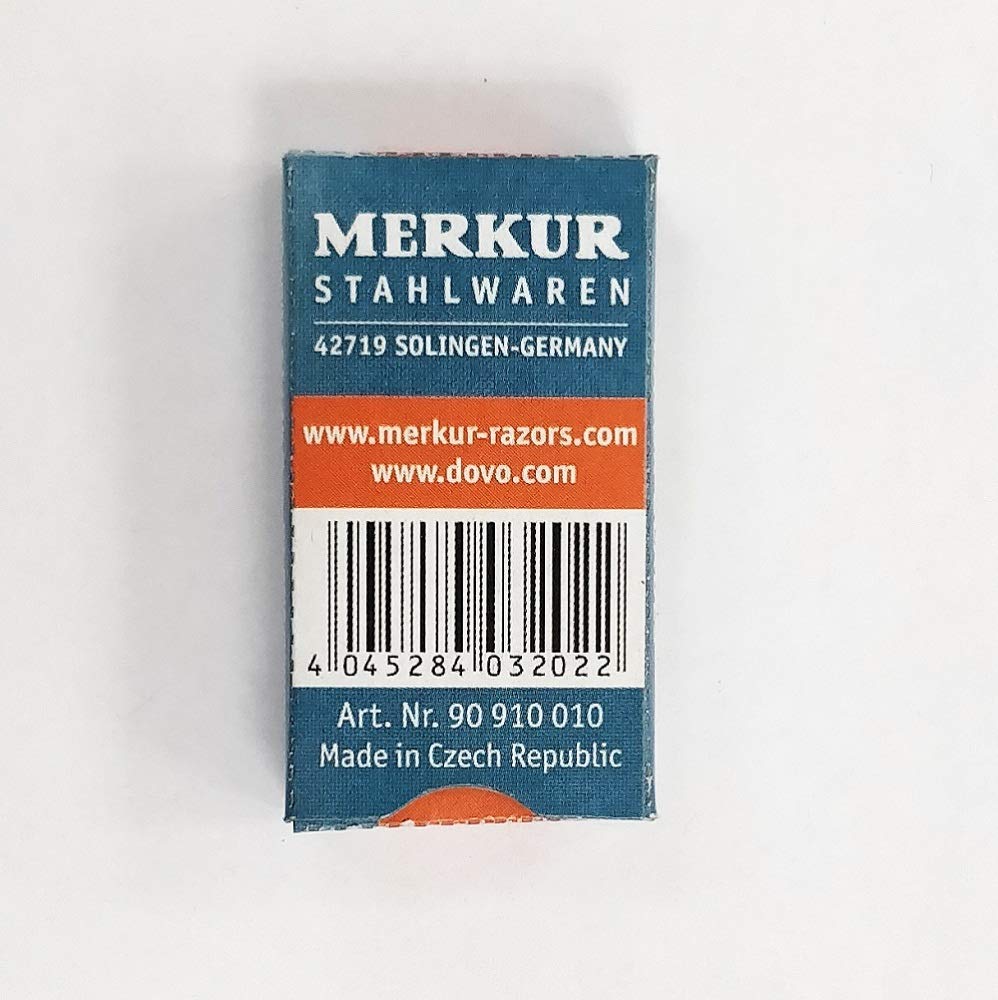 MERKUR
STAHLWAREN
42719 SOLINGEN-GERMANY
www.merkur-razors.com
www.dovo.com
4 045284 032022
Art. Nr. 90 910 010
Made in Czech Republic